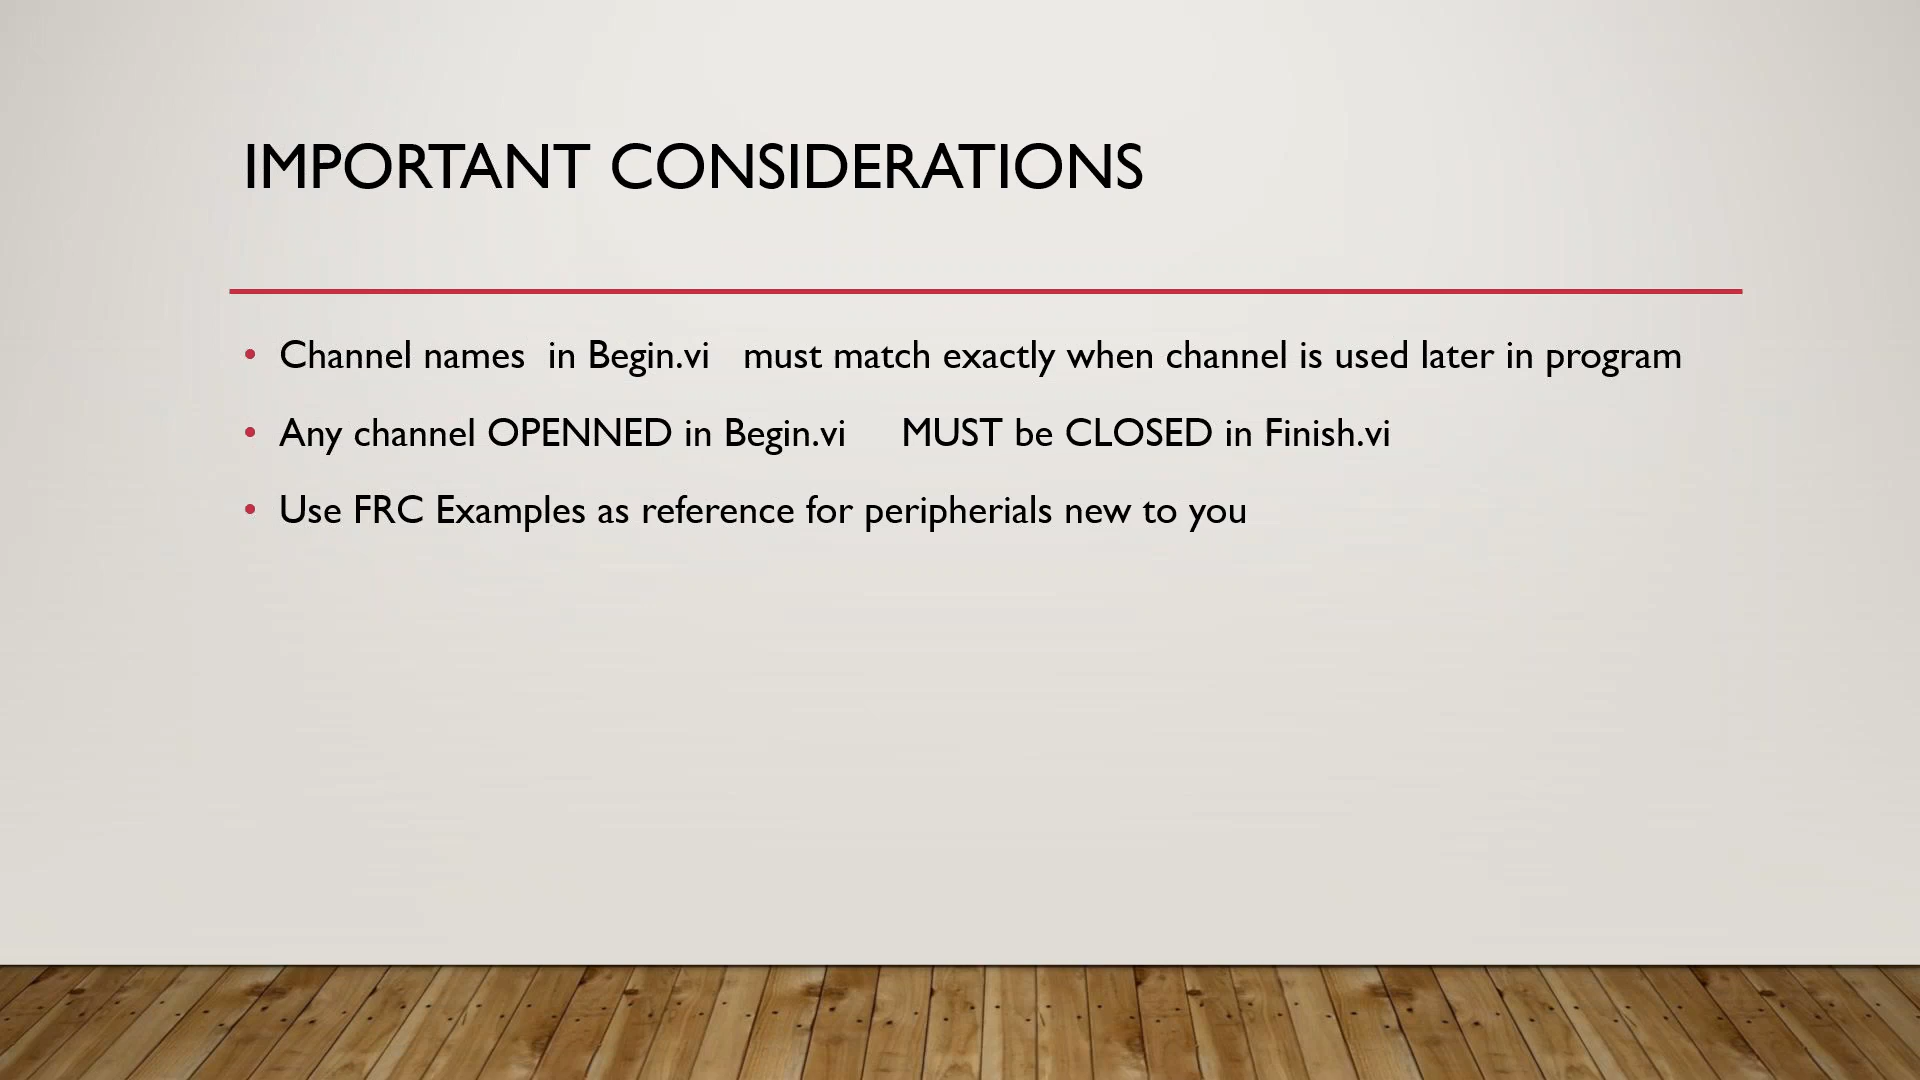 IMPORTANT CONSIDERATIONS
• Channel names  in Begin.vi   must match exactly when channel is used later in program
• Any channel OPENNED in Begin.vi     MUST be CLOSED in Finish.vi
• Use FRC Examples as reference for peripherials new to you